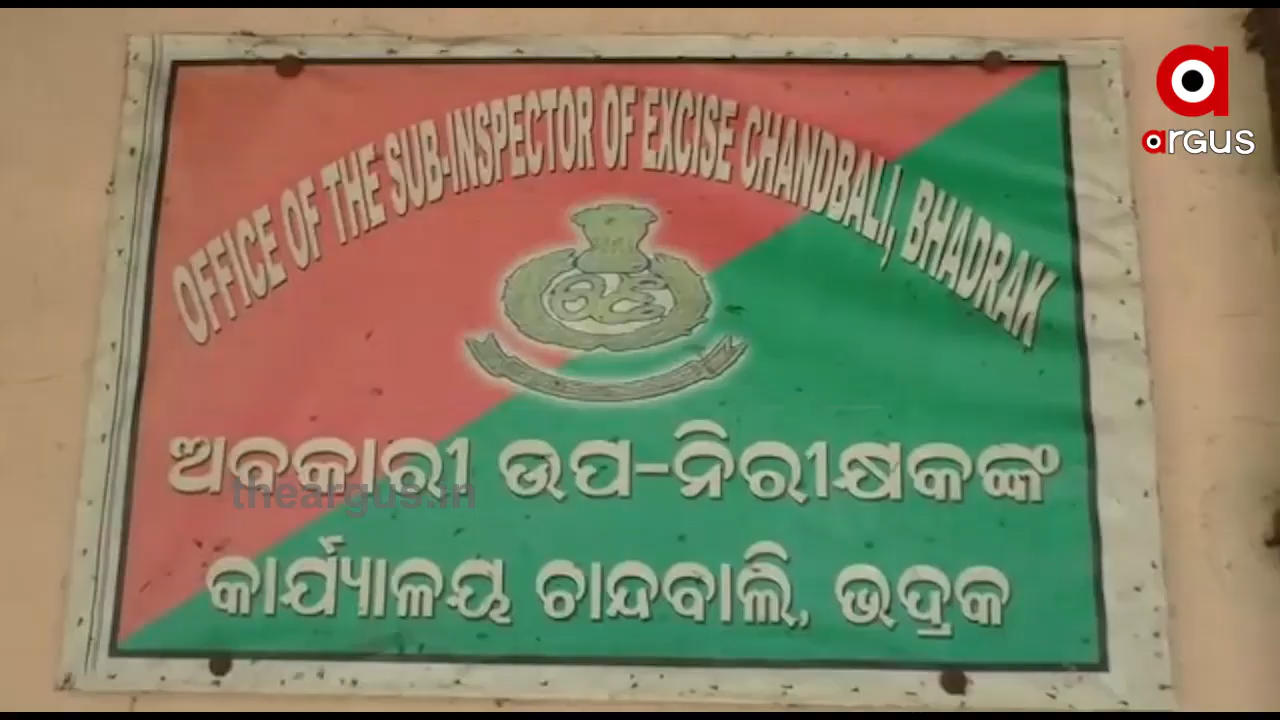 OFFICE OF THE SUB-INSPECTOR OF EXCISE CHANDBALI, BHADRAK
ଅବକାରୀ ଉପ-ନିରୀକ୍ଷକଙ୍କ
କାର୍ଯ୍ୟାଳୟ ଚାନ୍ଦବାଲି, ଭଦ୍ରକ
argus
theargus.in